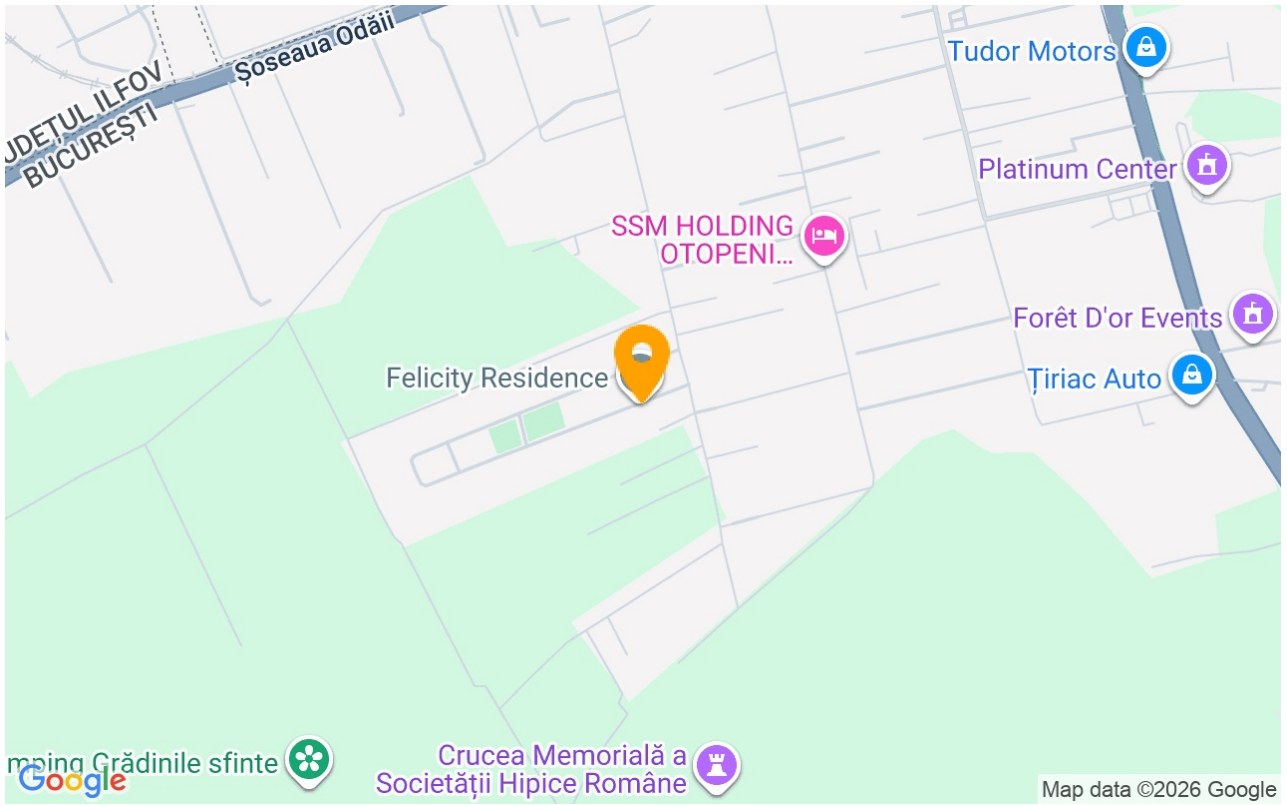 Șoseaua Odăii
Tudor Motors
JUDEȚUL ILFOV
BUCUREȘTI
Platinum Center
SSM HOLDING
OTOPENI...
Forêt D'or Events
Felicity Residence
Țiriac Auto
mping Grădinile sfinte
Crucea Memorială a
Societății Hipice Române
Google
Map data ©2026 Google